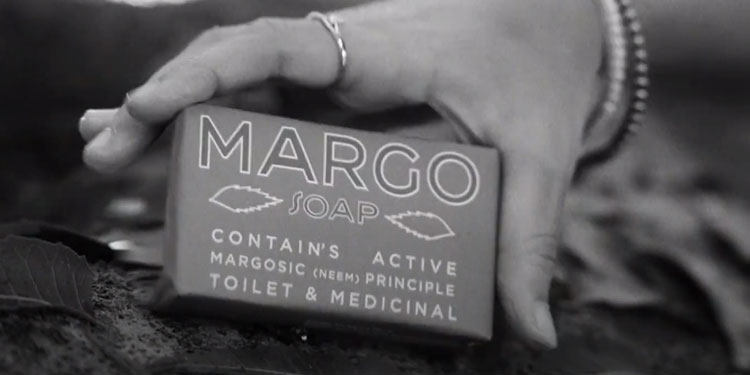 MARGO
SOAP
CONTAIN'S ACTIVE
MARGOSIC (NEEM) PRINCIPLE
TOILET & MEDICINAL